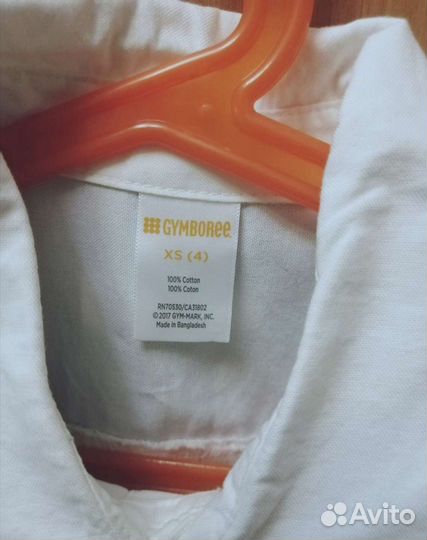 GYMBOREE
XS (4)
100% Cotton
100% Coton
RN70530/CA31802
©2017 GYM-MARK, INC.
Made in Bangladesh
Avito